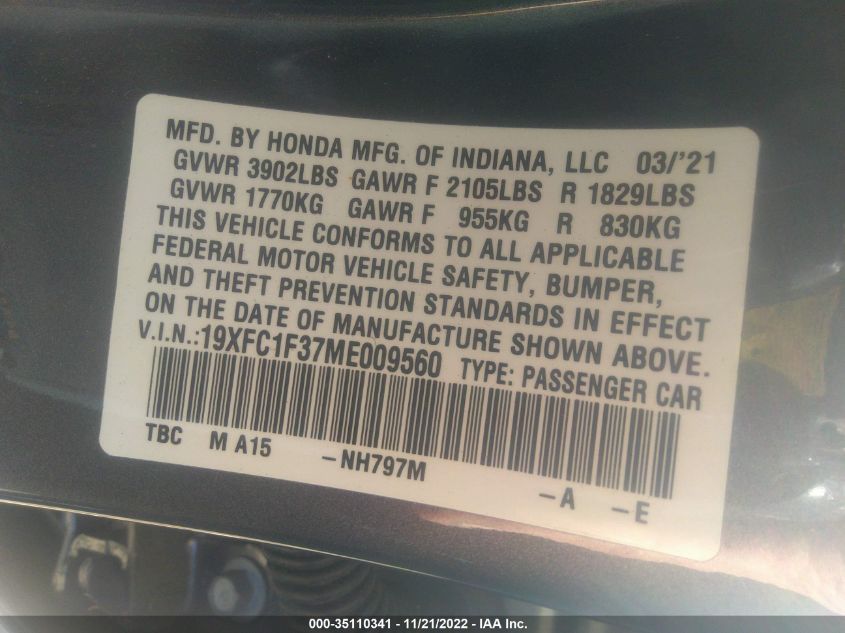 MFD. BY HONDA MFG. OF INDIANA, LLC 03/'21
GVWR 3902LBS GAWR F 2105LBS R 1829LBS
GVWR 1770KG GAWR F 955KG R 830KG
THIS VEHICLE CONFORMS TO ALL APPLICABLE
FEDERAL MOTOR VEHICLE SAFETY, BUMPER,
AND THEFT PREVENTION STANDARDS IN EFFECT
ON THE DATE OF MANUFACTURE SHOWN ABOVE.
V.I.N.:19XFC1F37ME009560 TYPE: PASSENGER CAR
TBC M A15 -NH797M -A -E
000-35110341 - 11/21/2022 - IAA Inc.